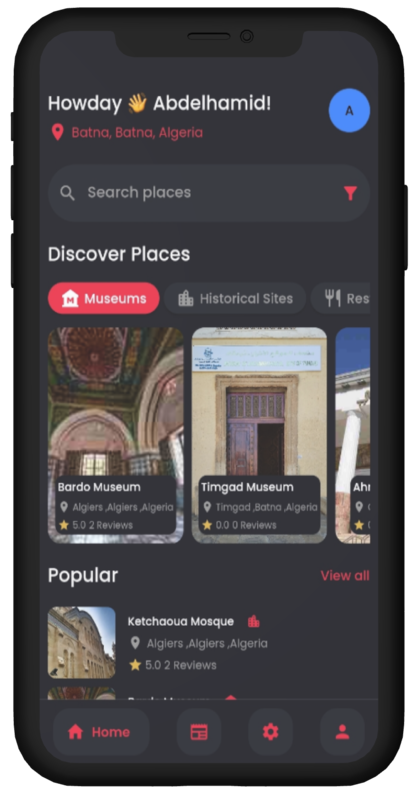 Howday 👋 Abdelhamid!
A
Batna, Batna, Algeria
Search places
Discover Places
Museums
Historical Sites
Res
Bardo Museum
Algiers ,Algiers ,Algeria
5.0 2 Reviews
Timgad Museum
Timgad ,Batna ,Algeria
0.0 0 Reviews
Ahr
Popular
View all
Ketchaoua Mosque
Algiers ,Algiers ,Algeria
5.0 2 Reviews
Home